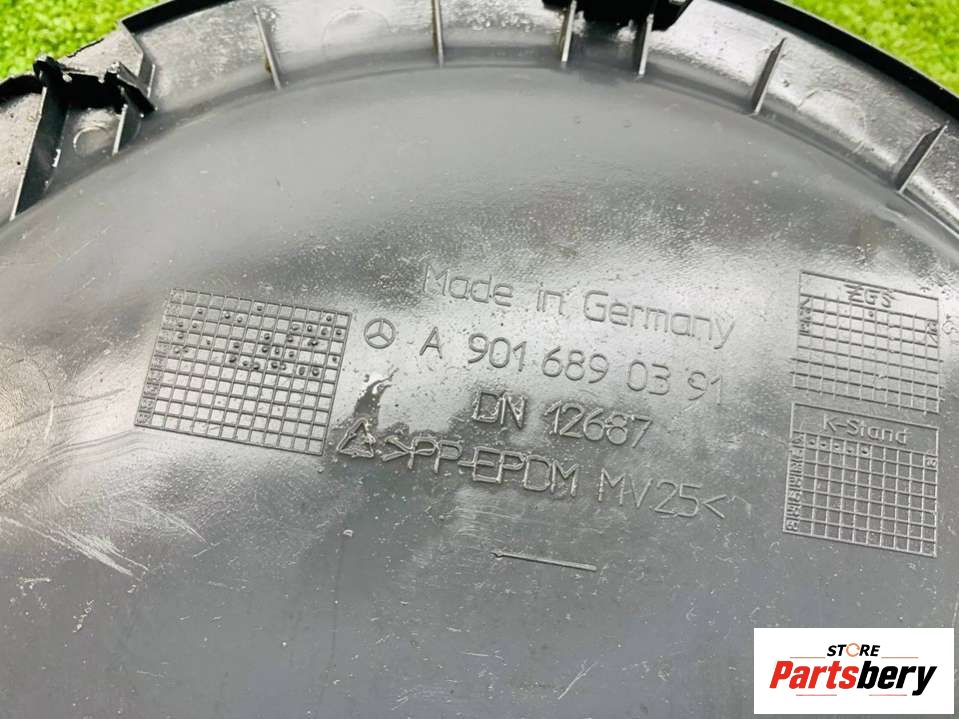 Made in Germany
A 901 689 03 91
DN 12687
>PP-EPDM MV25<
ZGS
K-Stand
STORE
Partsbery